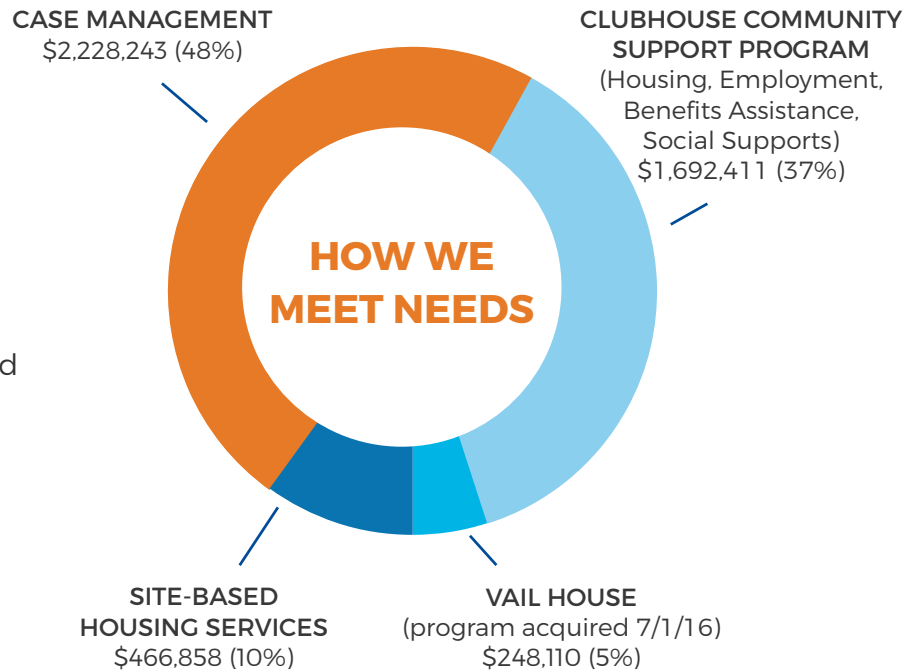 CASE MANAGEMENT
$2,228,243 (48%)
CLUBHOUSE COMMUNITY
SUPPORT PROGRAM
(Housing, Employment,
Benefits Assistance,
Social Supports)
$1,692,411 (37%)
HOW WE
MEET NEEDS
d
SITE-BASED
HOUSING SERVICES
$466,858 (10%)
VAIL HOUSE
(program acquired 7/1/16)
$248,110 (5%)